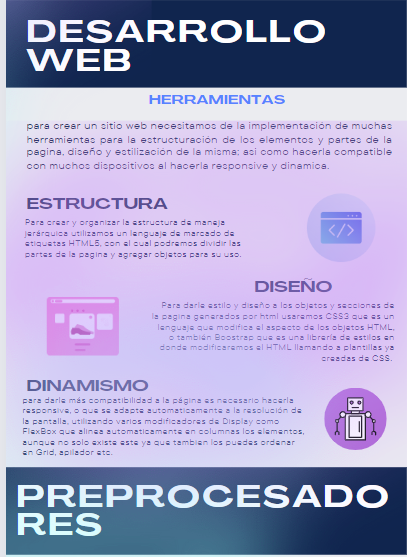 DESARROLLO
WEB
HERRAMIENTAS
para crear un sitio web necesitamos de la implementación de muchas
herramientas para la estructuración de los elementos y partes de la
pagina, diseño y estilización de la misma; asi como hacerla compatible
con muchos dispositivos al hacerla responsive y dinamica.
ESTRUCTURA
Para crear y organizar la estructura de maneja
jerárquica utilizamos un lenguaje de marcado de
etiquetas HTML5, con el cual podremos dividir las
partes de la pagina y agregar objetos para su uso.
DISEÑO
Para darle estilo y diseño a los objetos y secciones de
la pagina generados por html usaremos CSS3 que es un
lenguaje que modifica el aspecto de los objetos HTML,
o también Boostrap que es una librería de estilos en
donde modificaremos el HTML llamando a plantillas ya
creadas de CSS.
DINAMISMO
para darle más compatibilidad a la página es necesario hacerla
responsive, o que se adapte automaticamente a la resolución de
la pantalla, utilizando varios modificadores de Display como
FlexBox que alinea automaticamente en columnas los elementos,
aunque no solo existe este ya que tambien los puedes ordenar
en Grid, apilador etc.
PREPROCESADO
RES